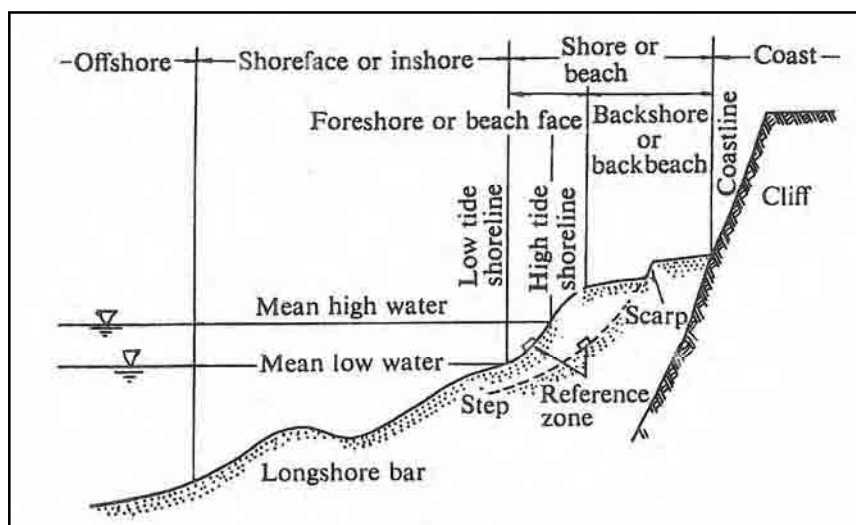 Offshore
Shoreface or inshore
Shore or
beach
Coast
Foreshore or beach face
Backshore
or
backbeach
Coastline
Cliff
Low tide
shoreline
High tide
shoreline
Mean high water
Scarp
Mean low water
Step
Reference
zone
Longshore bar